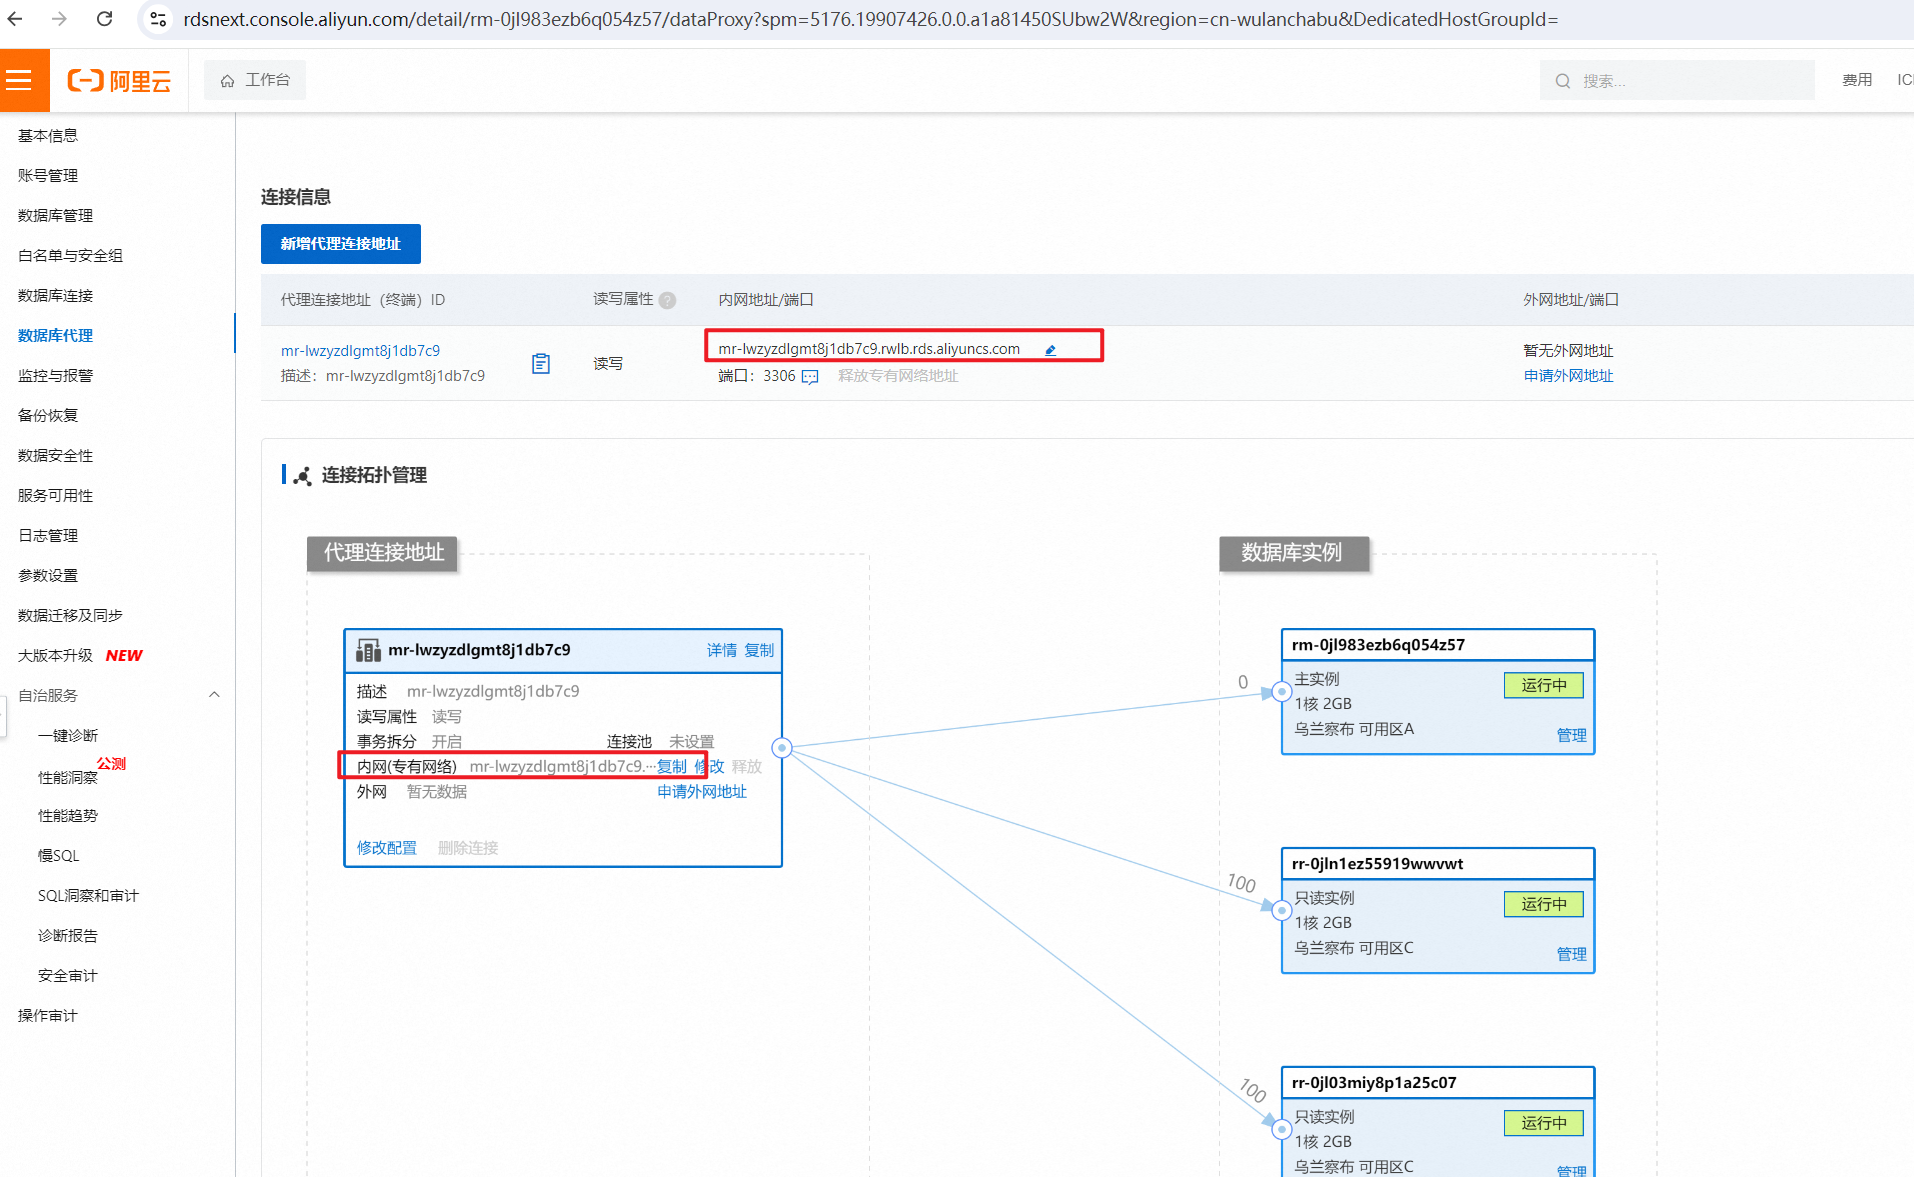 rdsnext.console.aliyun.com/detail/rm-0jl983ezb6q054z57/dataProxy?spm=5176.19907426.0.0.a1a81450SUbw2W&region=cn-wulanchabu&DedicatedHostGroupId=
阿里云
工作台
搜索...
费用
ICP
基本信息
账号管理
数据库管理
白名单与安全组
数据库连接
数据库代理
监控与报警
备份恢复
数据安全性
服务可用性
日志管理
参数设置
数据迁移及同步
大版本升级 NEW
自治服务
一键诊断
性能洞察 公测
性能趋势
慢SQL
SQL洞察和审计
诊断报告
安全审计
操作审计
连接信息
新增代理连接地址
代理连接地址（终端）ID 读写属性 ? 内网地址/端口 外网地址/端口
mr-lwzyzdlgmt8j1db7c9
描述：mr-lwzyzdlgmt8j1db7c9
读写
mr-lwzyzdlgmt8j1db7c9.rwlb.rds.aliyuncs.com
端口：3306 释放专有网络地址
暂无外网地址
申请外网地址
连接拓扑管理
代理连接地址
mr-lwzyzdlgmt8j1db7c9 详情 复制
描述 mr-lwzyzdlgmt8j1db7c9
读写属性 读写
事务拆分 开启 连接池 未设置
内网(专有网络) mr-lwzyzdlgmt8j1db7c9.··· 复制 修改 释放
外网 暂无数据 申请外网地址
修改配置 删除连接
0
100
100
数据库实例
rm-0jl983ezb6q054z57
主实例 运行中
1核 2GB
乌兰察布 可用区A
管理
rr-0jln1ez55919wwvwt
只读实例 运行中
1核 2GB
乌兰察布 可用区C
管理
rr-0jl03miy8p1a25c07
只读实例 运行中
1核 2GB
乌兰察布 可用区C
管理